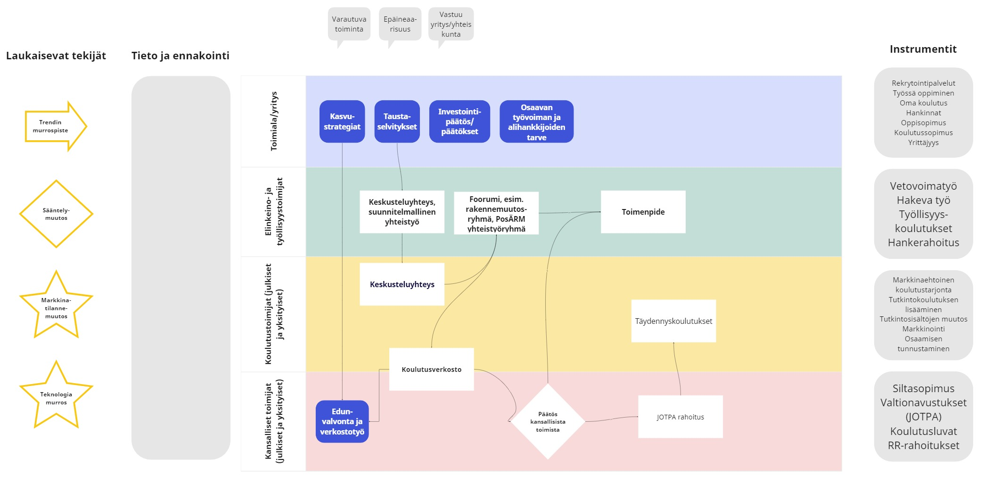 Varautuva
toiminta
Epäineaa-
risuus
Vastuu
yritys/yhteis
kunta
Laukaisevat tekijät
Tieto ja ennakointi
Instrumentit
Trendin
murrospiste
Sääntely-
muutos
Markkina-
tilanne-
muutos
Teknologia
murros
Toimiala/yritys
Kasvu-
strategiat
Tausta-
selvitykset
Investointi-
päätös/
päätökset
Osaavan
työvoiman ja
alihankkijoiden
tarve
Elinkeino- ja
työllisyystoimijat
Keskusteluyhteys,
suunnitelmallinen
yhteistyö
Foorumi, esim.
rakennemuutos-
ryhmä, PosÄRM
yhteistyöryhmä
Toimenpide
Koulutustoimijat (julkiset
ja yksityiset)
Keskusteluyhteys
Täydennyskoulutukset
Koulutusverkosto
Kansalliset toimijat
(julkiset ja yksityiset)
Edun-
valvonta ja
verkostotyö
Päätös
kansallisista
toimista
JOTPA rahoitus
Rekrytointipalvelut
Työssä oppiminen
Oma koulutus
Hankinnat
Oppisopimus
Koulutussopimus
Yrittäjyys
Vetovoimatyö
Hakeva työ
Työllisyys-
koulutukset
Hankerahoitus
Markkinaehtoinen
koulutustarjonta
Tutkintokoulutuksen
lisääminen
Tutkintosisältöjen muutos
Markkinointi
Osaamisen
tunnustaminen
Siltasopimus
Valtionavustukset
(JOTPA)
Koulutusluvat
RR-rahoitukset